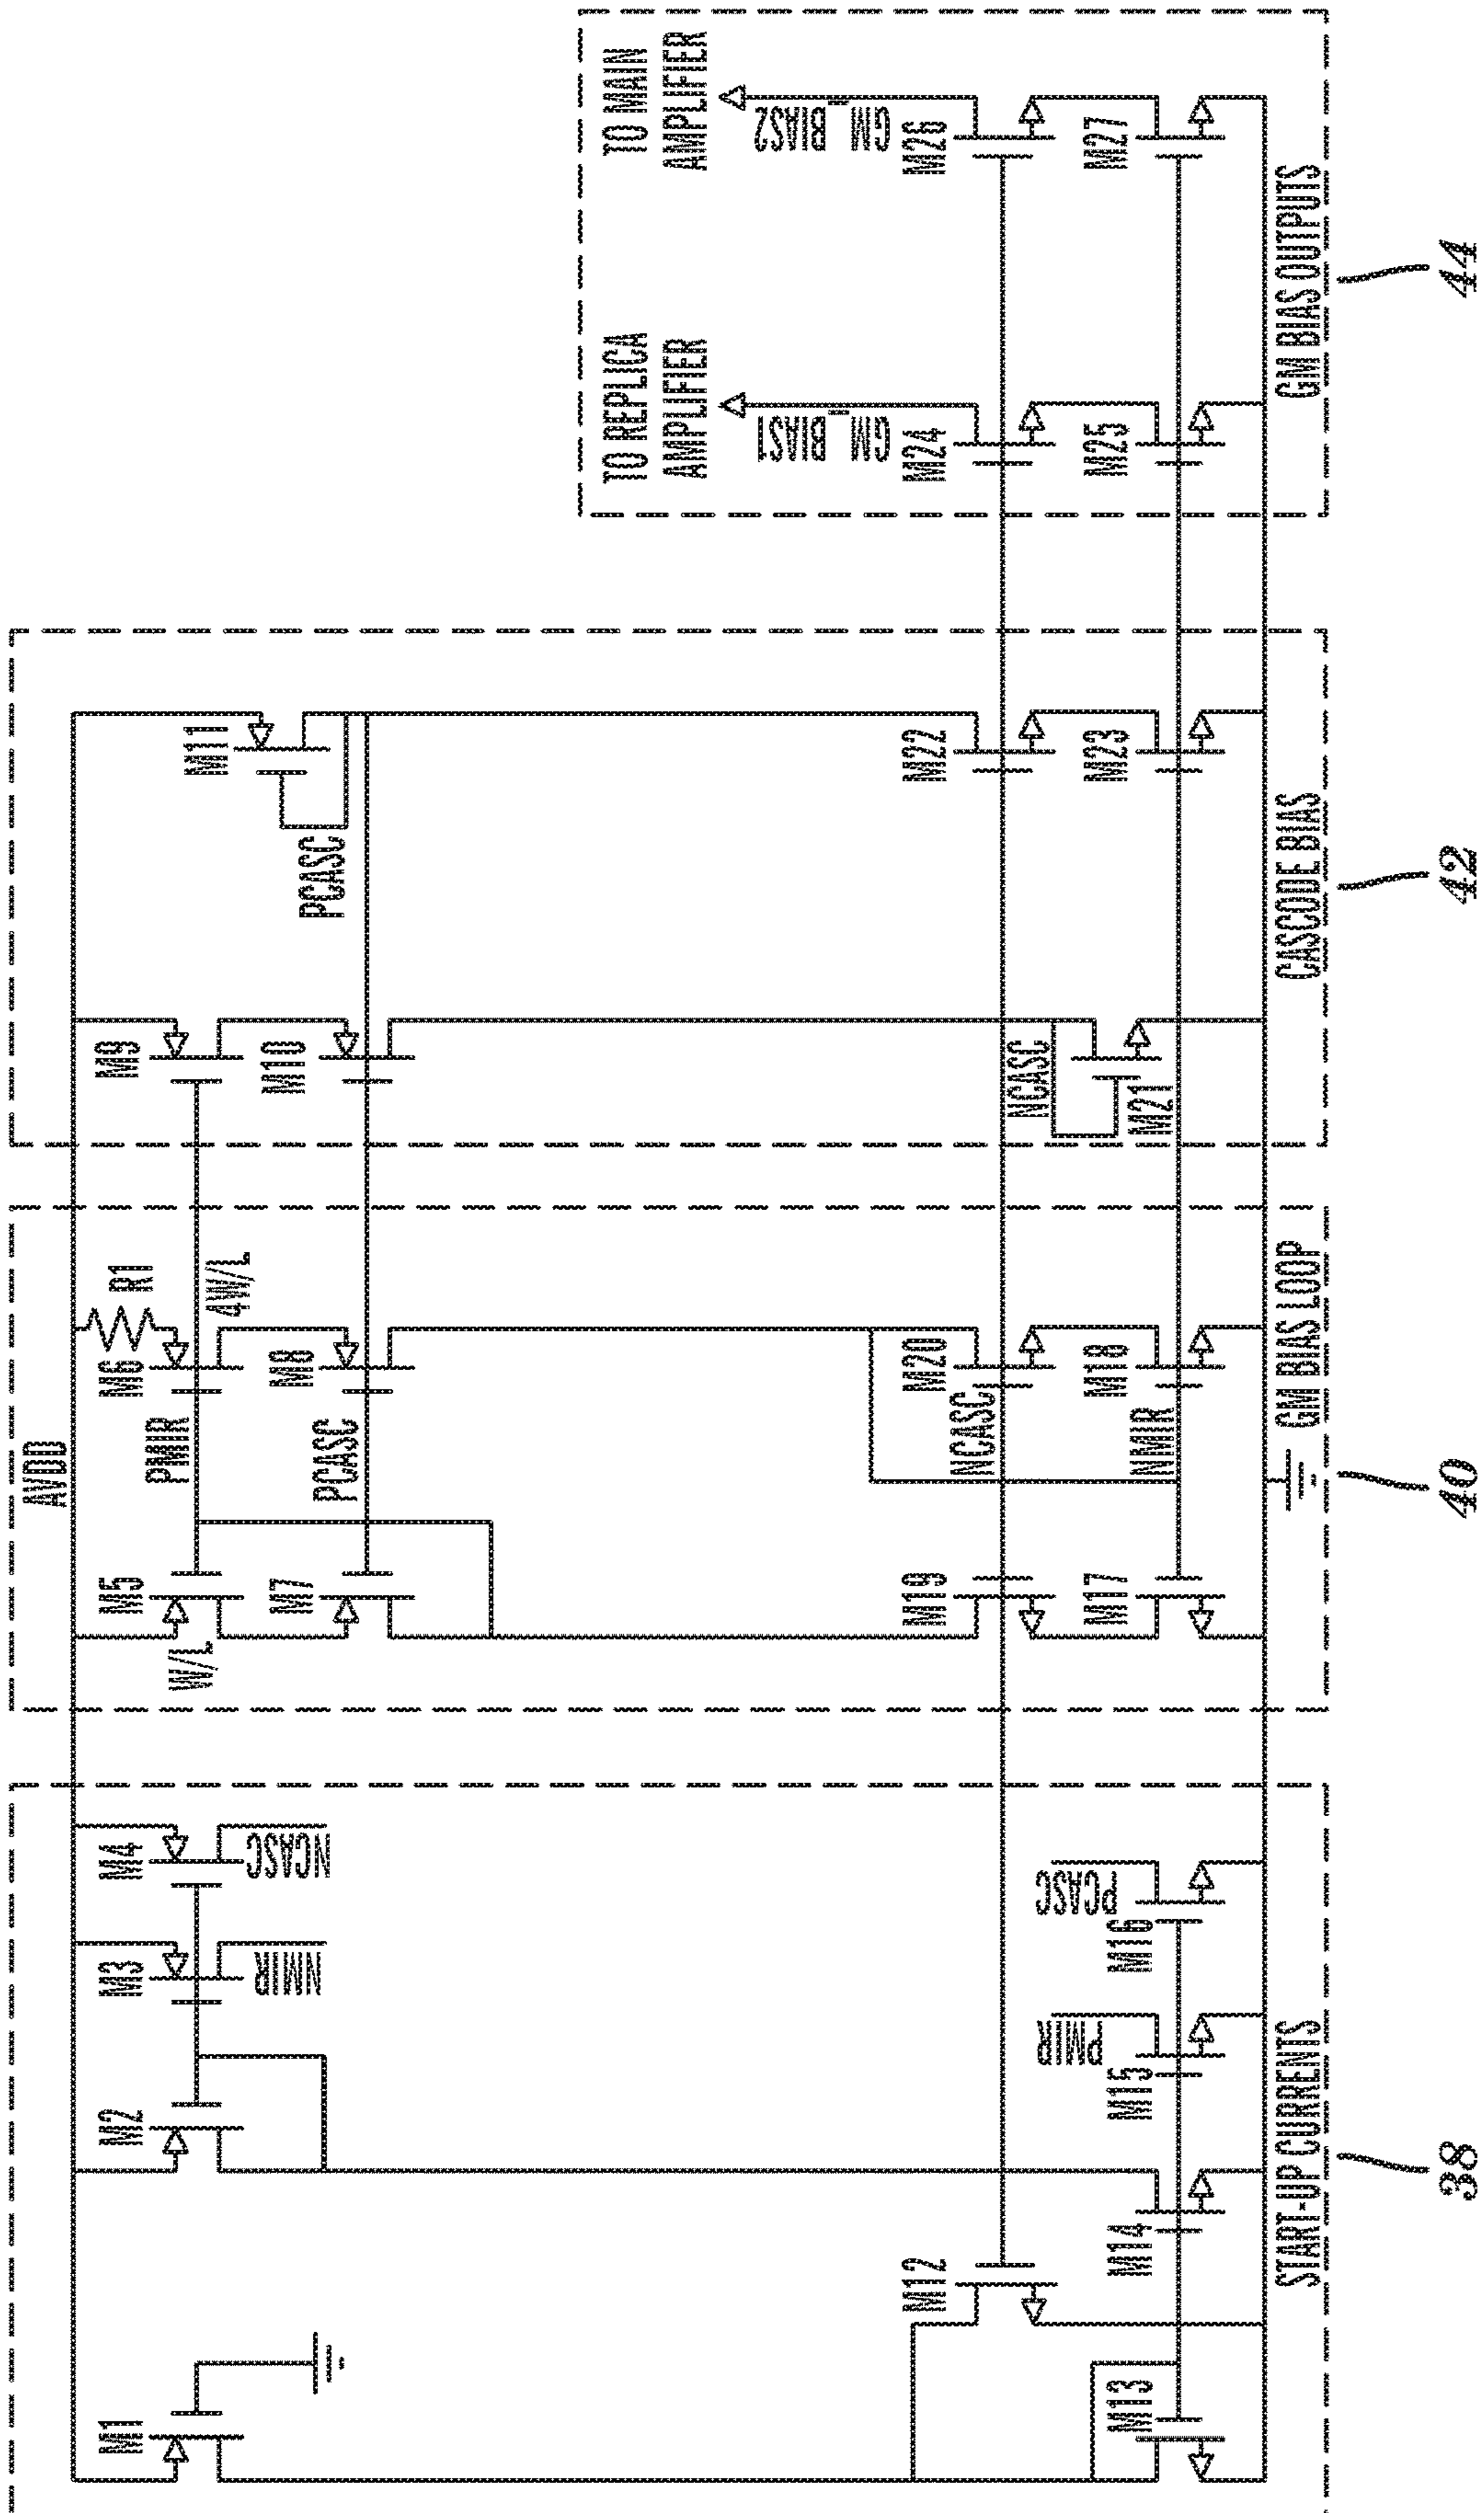 AVDD
M1
M2
M3
NMIR
M4
NCASC
M12
M13
M14
M15
PMIR
M16
PCASC
START-UP CURRENTS
38
M5
W/L
M7
PMIR
PCASC
M6
R1
4W/L
M8
M19
M17
M20
NCASC
M18
NMIR
GM BIAS LOOP
40
M9
M10
M11
PCASC
NCASC
M21
M22
M23
CASCODE BIAS
42
TO REPLICA
AMPLIFIER
GM_BIAS1
M24
M25
TO MAIN
AMPLIFIER
GM_BIAS2
M26
M27
GM BIAS OUTPUTS
44